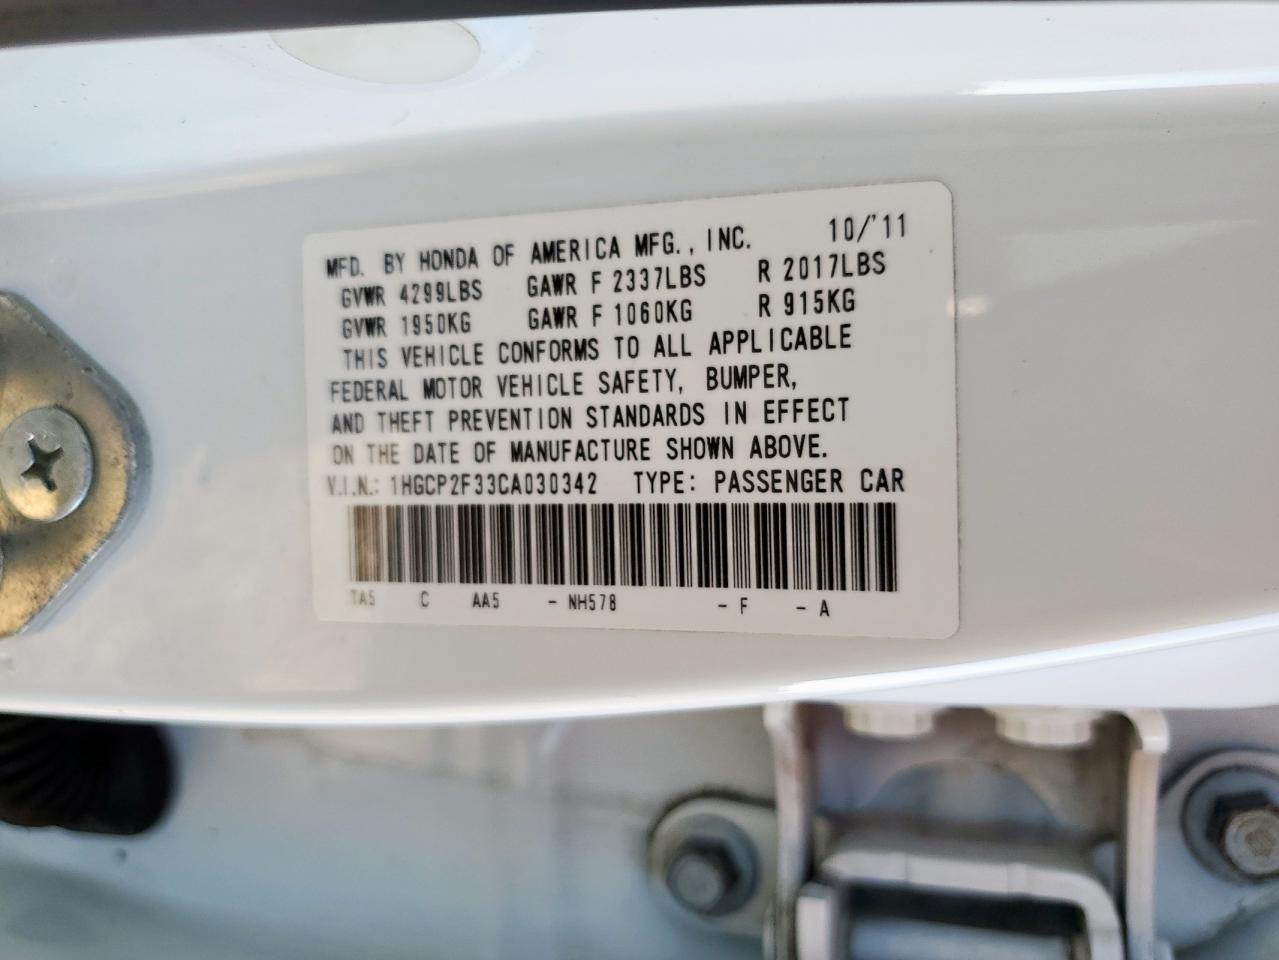 MFD. BY HONDA OF AMERICA MFG., INC. 10/'11
GVWR 4299LBS GAWR F 2337LBS R 2017LBS
GVWR 1950KG GAWR F 1060KG R 915KG
THIS VEHICLE CONFORMS TO ALL APPLICABLE
FEDERAL MOTOR VEHICLE SAFETY, BUMPER,
AND THEFT PREVENTION STANDARDS IN EFFECT
ON THE DATE OF MANUFACTURE SHOWN ABOVE.
V.I.N.: 1HGCP2F33CA030342 TYPE: PASSENGER CAR
TA5 C AA5 - NH578 - F - A